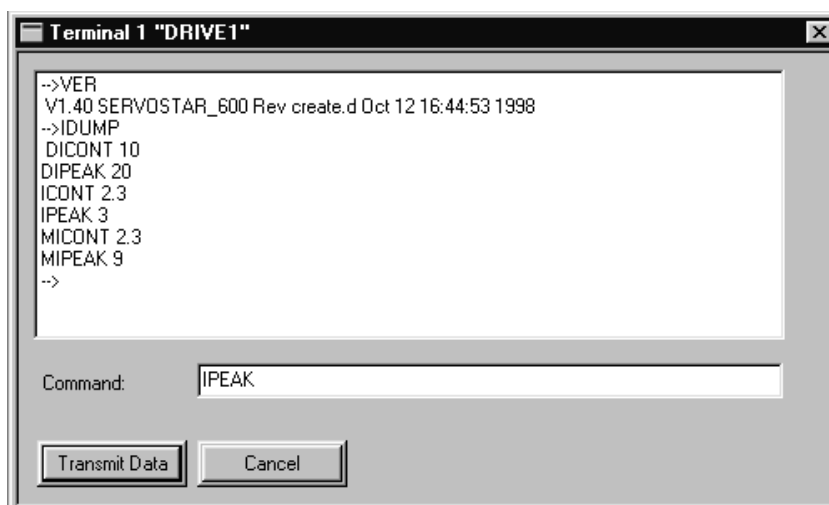 Terminal 1 "DRIVE1"
-->VER
V1.40 SERVOSTAR_600 Rev create.d Oct 12 16:44:53 1998
-->IDUMP
DICONT 10
DIPEAK 20
ICONT 2.3
IPEAK 3
MICONT 2.3
MIPEAK 9
-->
Command:
IPEAK
Transmit Data
Cancel